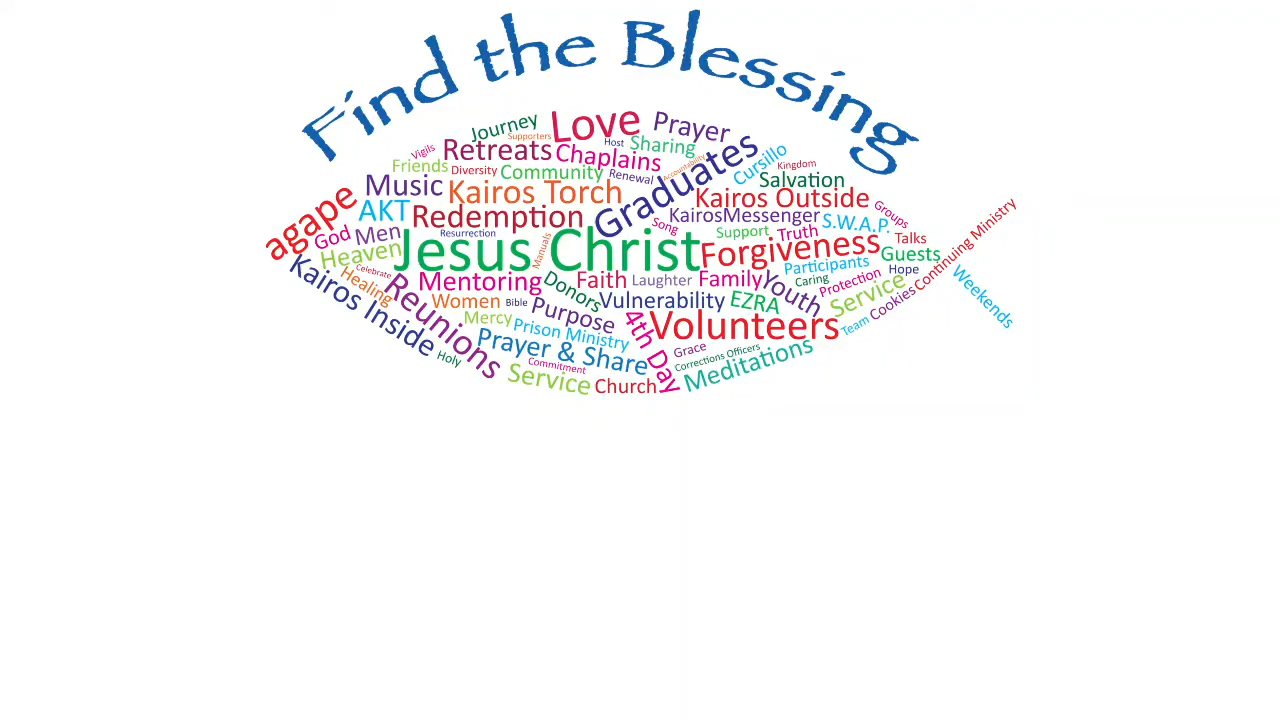 Find the Blessing
Journey
Supporters
Love
Prayer
Host
Sharing
Vigils
Retreats
Chaplains
Accountability
Graduates
Cursillo
Kingdom
Friends
Diversity
Community
Renewal
Salvation
agape
Music
Kairos Torch
Kairos Outside
AKT
Redemption
Song
KairosMessenger
S.W.A.P.
Groups
God
Men
Resurrection
Support
Truth
Talks
Continuing Ministry
Heaven
Jesus Christ
Manuals
Forgiveness
Guests
Kairos Inside
Healing
Celebrate
Mentoring
Donors
Faith
Laughter
Family
Youth
Participants
Caring
Protection
Hope
Weekends
Reunions
Women
Bible
Purpose
Vulnerability
EZRA
Service
Cookies
Mercy
Prison Ministry
4th Day
Volunteers
Team
Holy
Prayer & Share
Commitment
Grace
Corrections Officers
Service
Church
Meditations